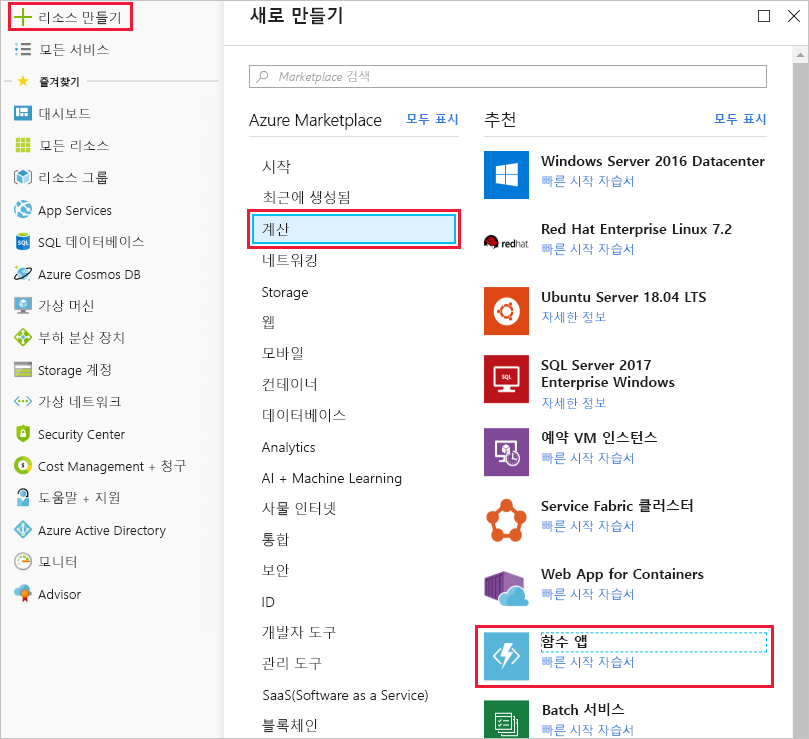 리소스 만들기
모든 서비스
즐겨찾기
대시보드
모든 리소스
리소스 그룹
App Services
SQL 데이터베이스
Azure Cosmos DB
가상 머신
부하 분산 장치
Storage 계정
가상 네트워크
Security Center
Cost Management + 청구
도움말 + 지원
Azure Active Directory
모니터
Advisor
새로 만들기
Marketplace 검색
Azure Marketplace
모두 표시
시작
최근에 생성됨
계산
네트워킹
Storage
웹
모바일
컨테이너
데이터베이스
Analytics
AI + Machine Learning
사물 인터넷
통합
보안
ID
개발자 도구
관리 도구
SaaS(Software as a Service)
블록체인
추천
모두 표시
Windows Server 2016 Datacenter
빠른 시작 자습서
redhat
Red Hat Enterprise Linux 7.2
빠른 시작 자습서
Ubuntu Server 18.04 LTS
자세한 정보
SQL
SQL Server 2017
Enterprise Windows
자세한 정보
예약 VM 인스턴스
빠른 시작 자습서
Service Fabric 클러스터
빠른 시작 자습서
Web App for Containers
빠른 시작 자습서
함수 앱
빠른 시작 자습서
Batch 서비스
빠른 시작 자습서